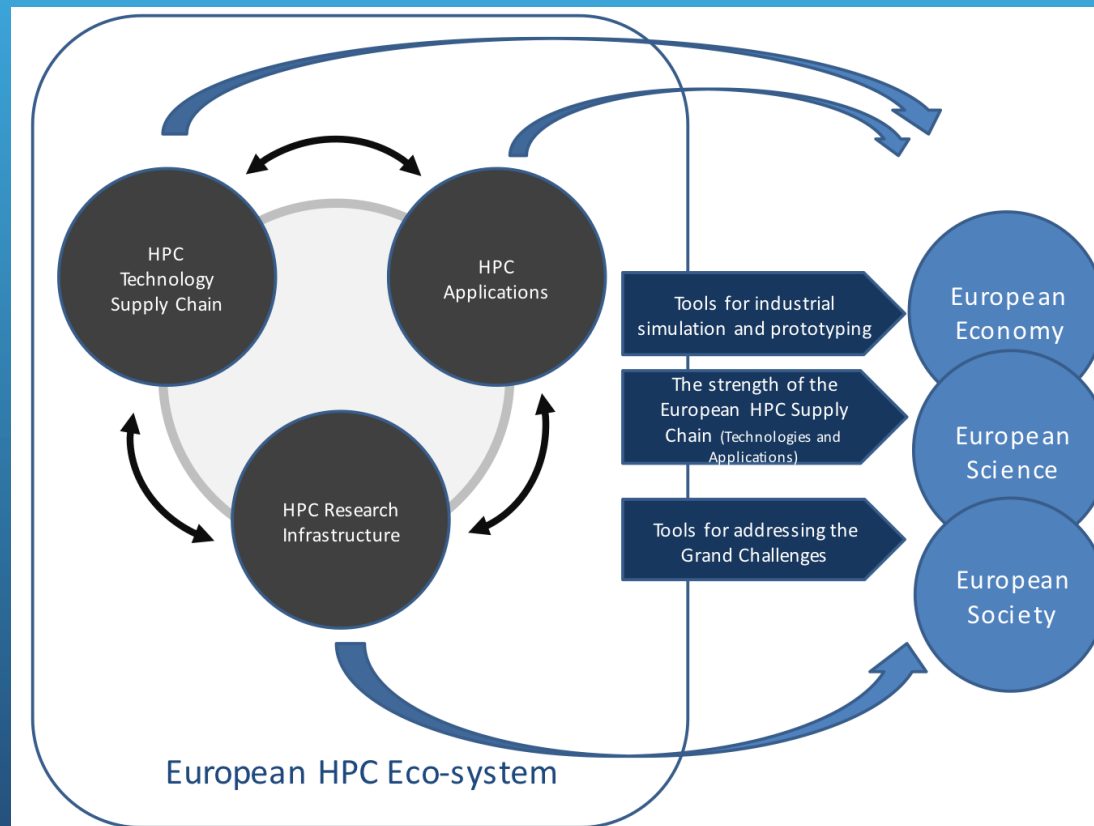 HPC
Technology
Supply Chain
HPC
Applications
HPC Research
Infrastructure
European HPC Eco-system
Tools for industrial
simulation and prototyping
The strength of the
European HPC Supply
Chain (Technologies and
Applications)
Tools for addressing the
Grand Challenges
European
Economy
European
Science
European
Society